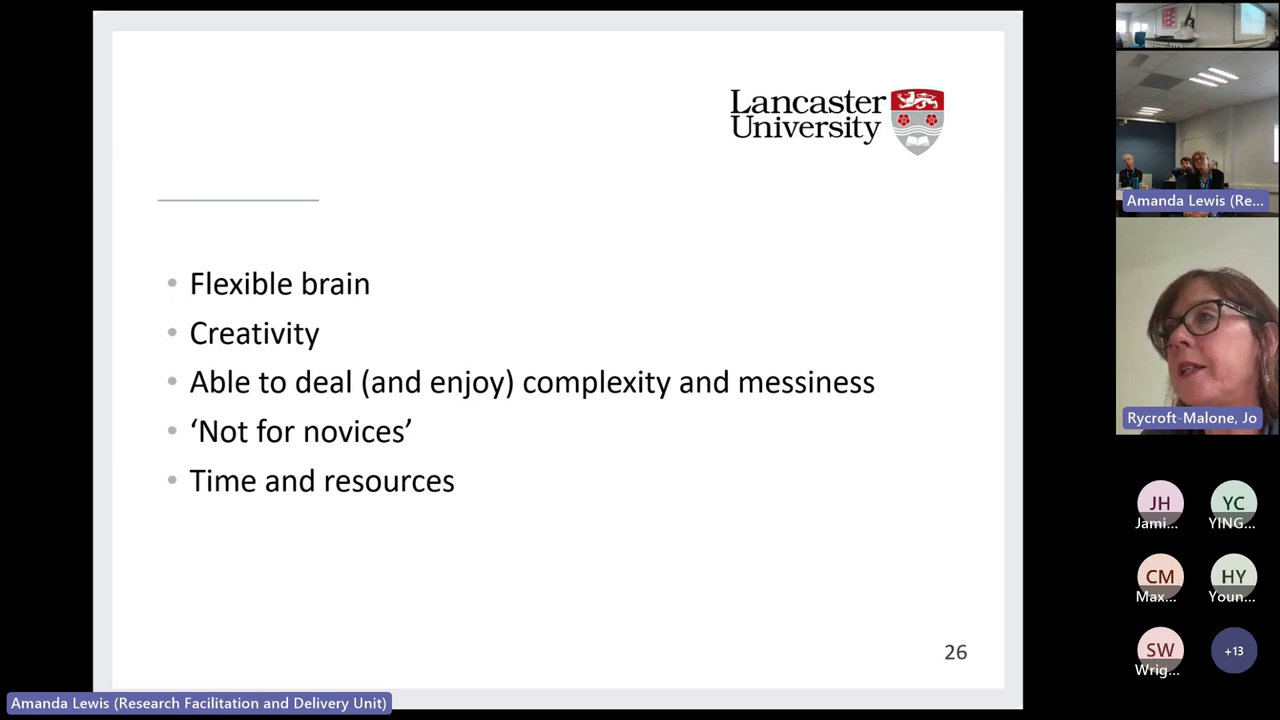 Lancaster
University
Flexible brain
Creativity
Able to deal (and enjoy) complexity and messiness
‘Not for novices’
Time and resources
26
Amanda Lewis (Re...
Rycroft-Malone, Jo
JH
Jami...
YC
YING...
CM
Max...
HY
Youn...
SW
Wrig...
+13
Amanda Lewis (Research Facilitation and Delivery Unit)